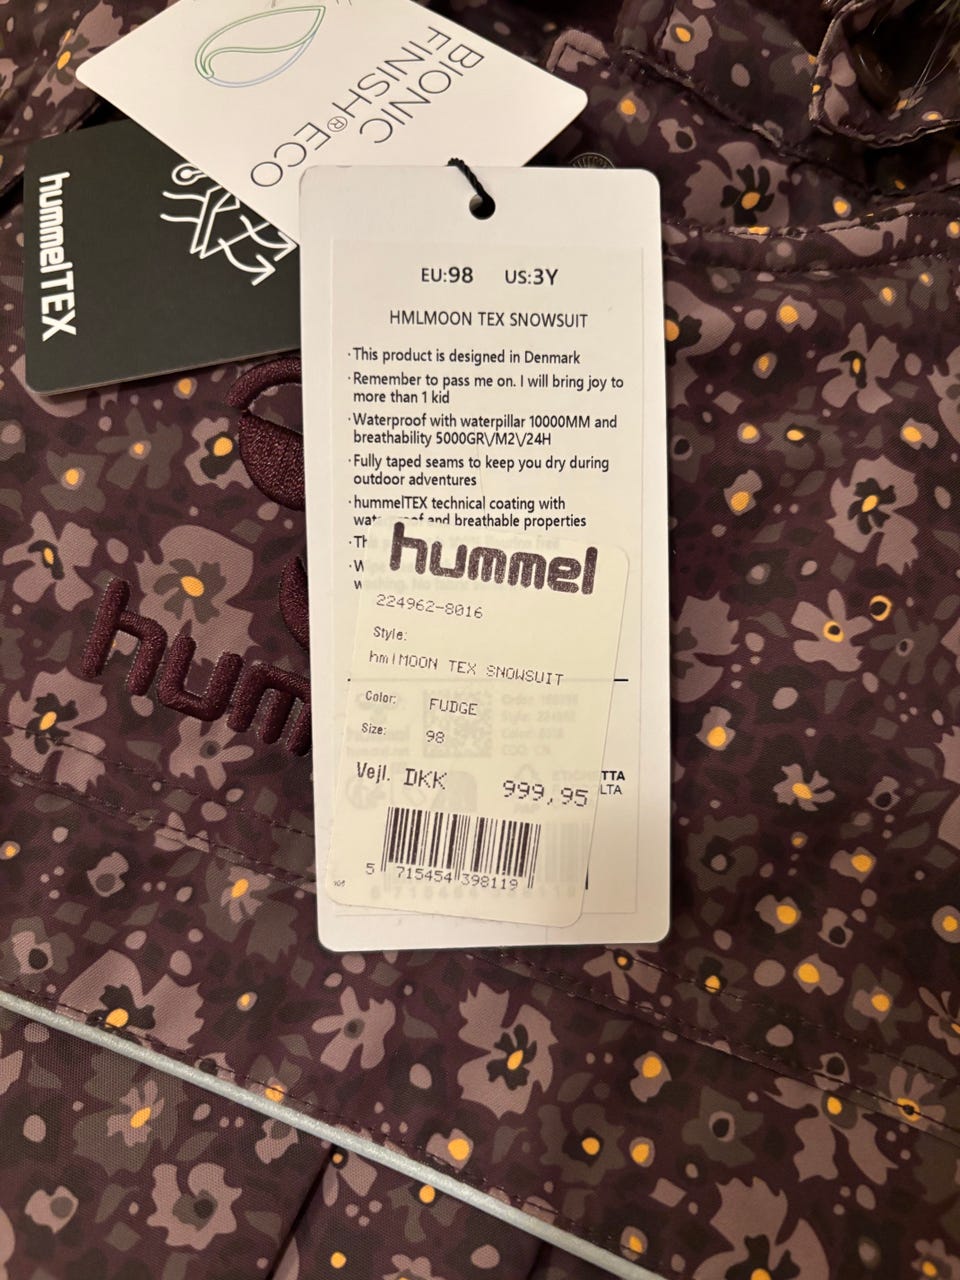 BIONIC
FINISH® ECO
hummelTEX
EU:98 US:3Y
HMLMOON TEX SNOWSUIT
·This product is designed in Denmark
·Remember to pass me on. I will bring joy to
more than 1 kid
·Waterproof with waterpillar 10000MM and
breathability 5000GR\/M2\/24H
·Fully taped seams to keep you dry during
outdoor adventures
·hummelTEX technical coating with
and breathable properties
hummel
224962-8016
Style:
hmlMOON TEX SNOWSUIT
Color: FUDGE
Size: 98
Vejl. DKK 999,95
TTA
LTA
5 715454 398119
hum